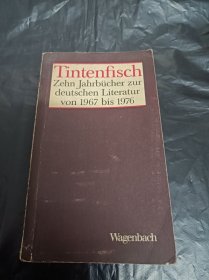 Tintenfisch
Zehn Jahrbücher zur
deutschen Literatur
von 1967 bis 1976
Wagenbach